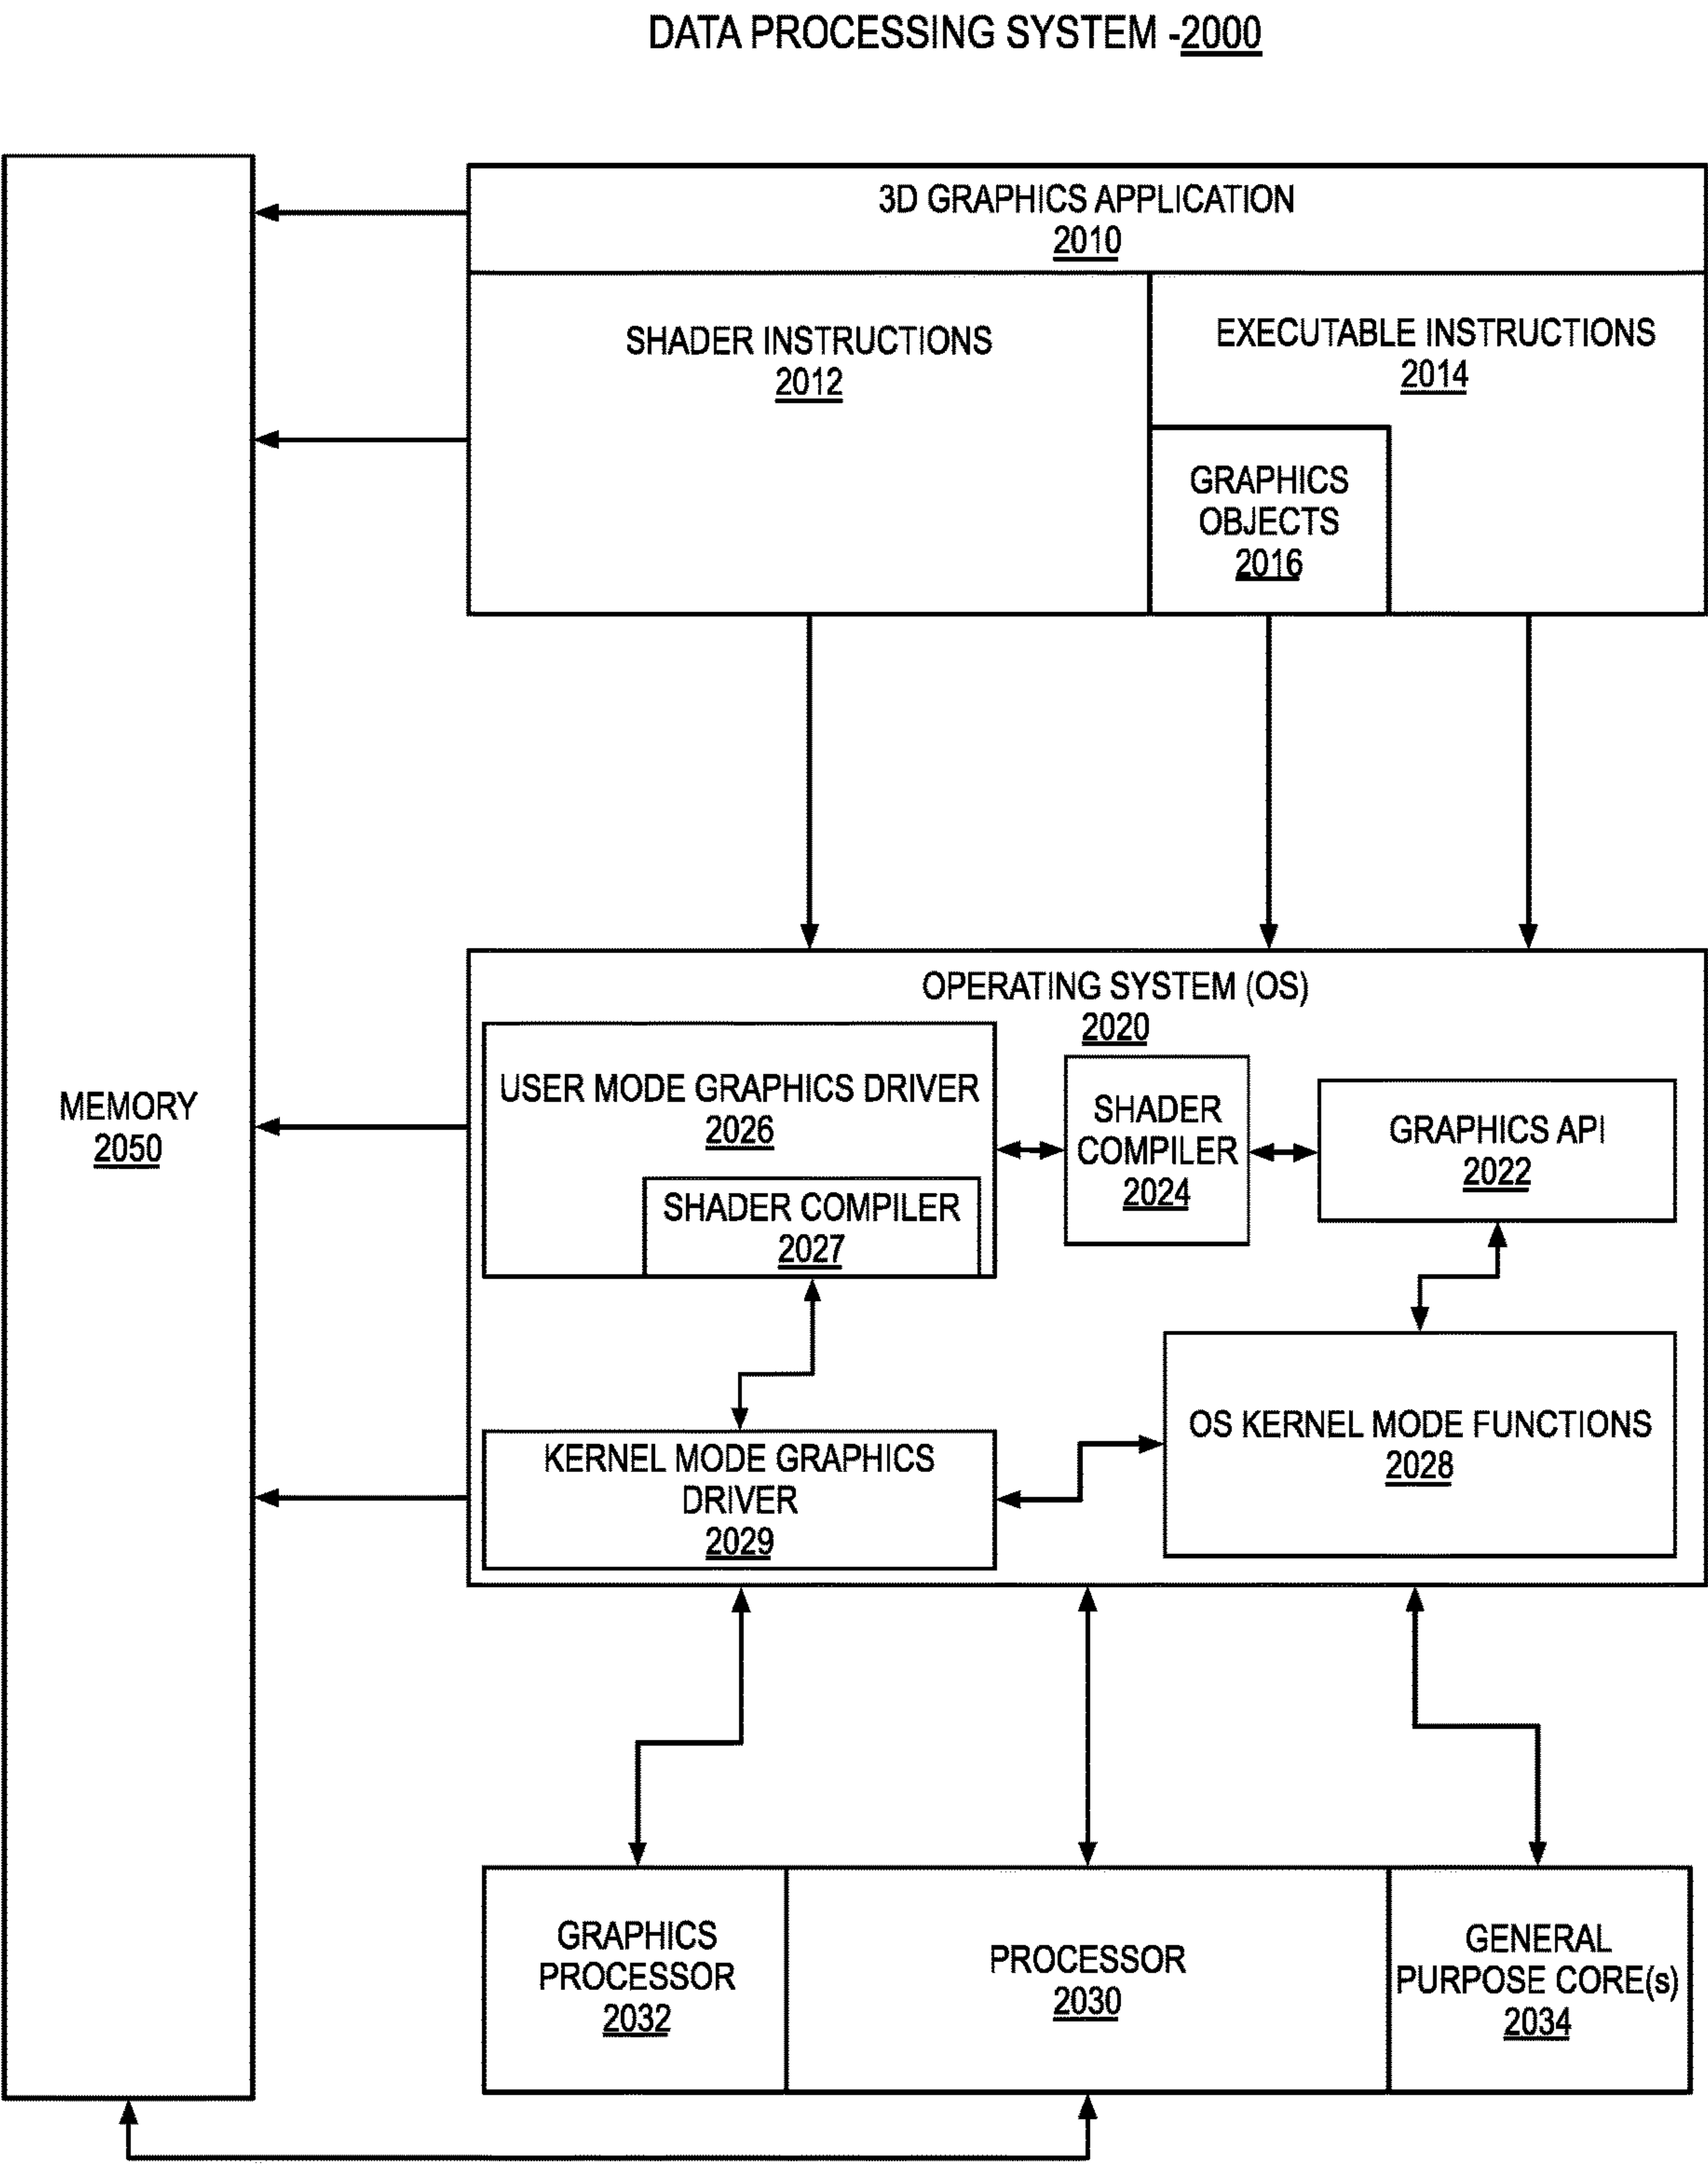 DATA PROCESSING SYSTEM -2000
3D GRAPHICS APPLICATION
2010
SHADER INSTRUCTIONS
2012
EXECUTABLE INSTRUCTIONS
2014
GRAPHICS
OBJECTS
2016
MEMORY
2050
OPERATING SYSTEM (OS)
2020
USER MODE GRAPHICS DRIVER
2026
SHADER COMPILER
2027
SHADER
COMPILER
2024
GRAPHICS API
2022
KERNEL MODE GRAPHICS
DRIVER
2029
OS KERNEL MODE FUNCTIONS
2028
GRAPHICS
PROCESSOR
2032
PROCESSOR
2030
GENERAL
PURPOSE CORE(s)
2034